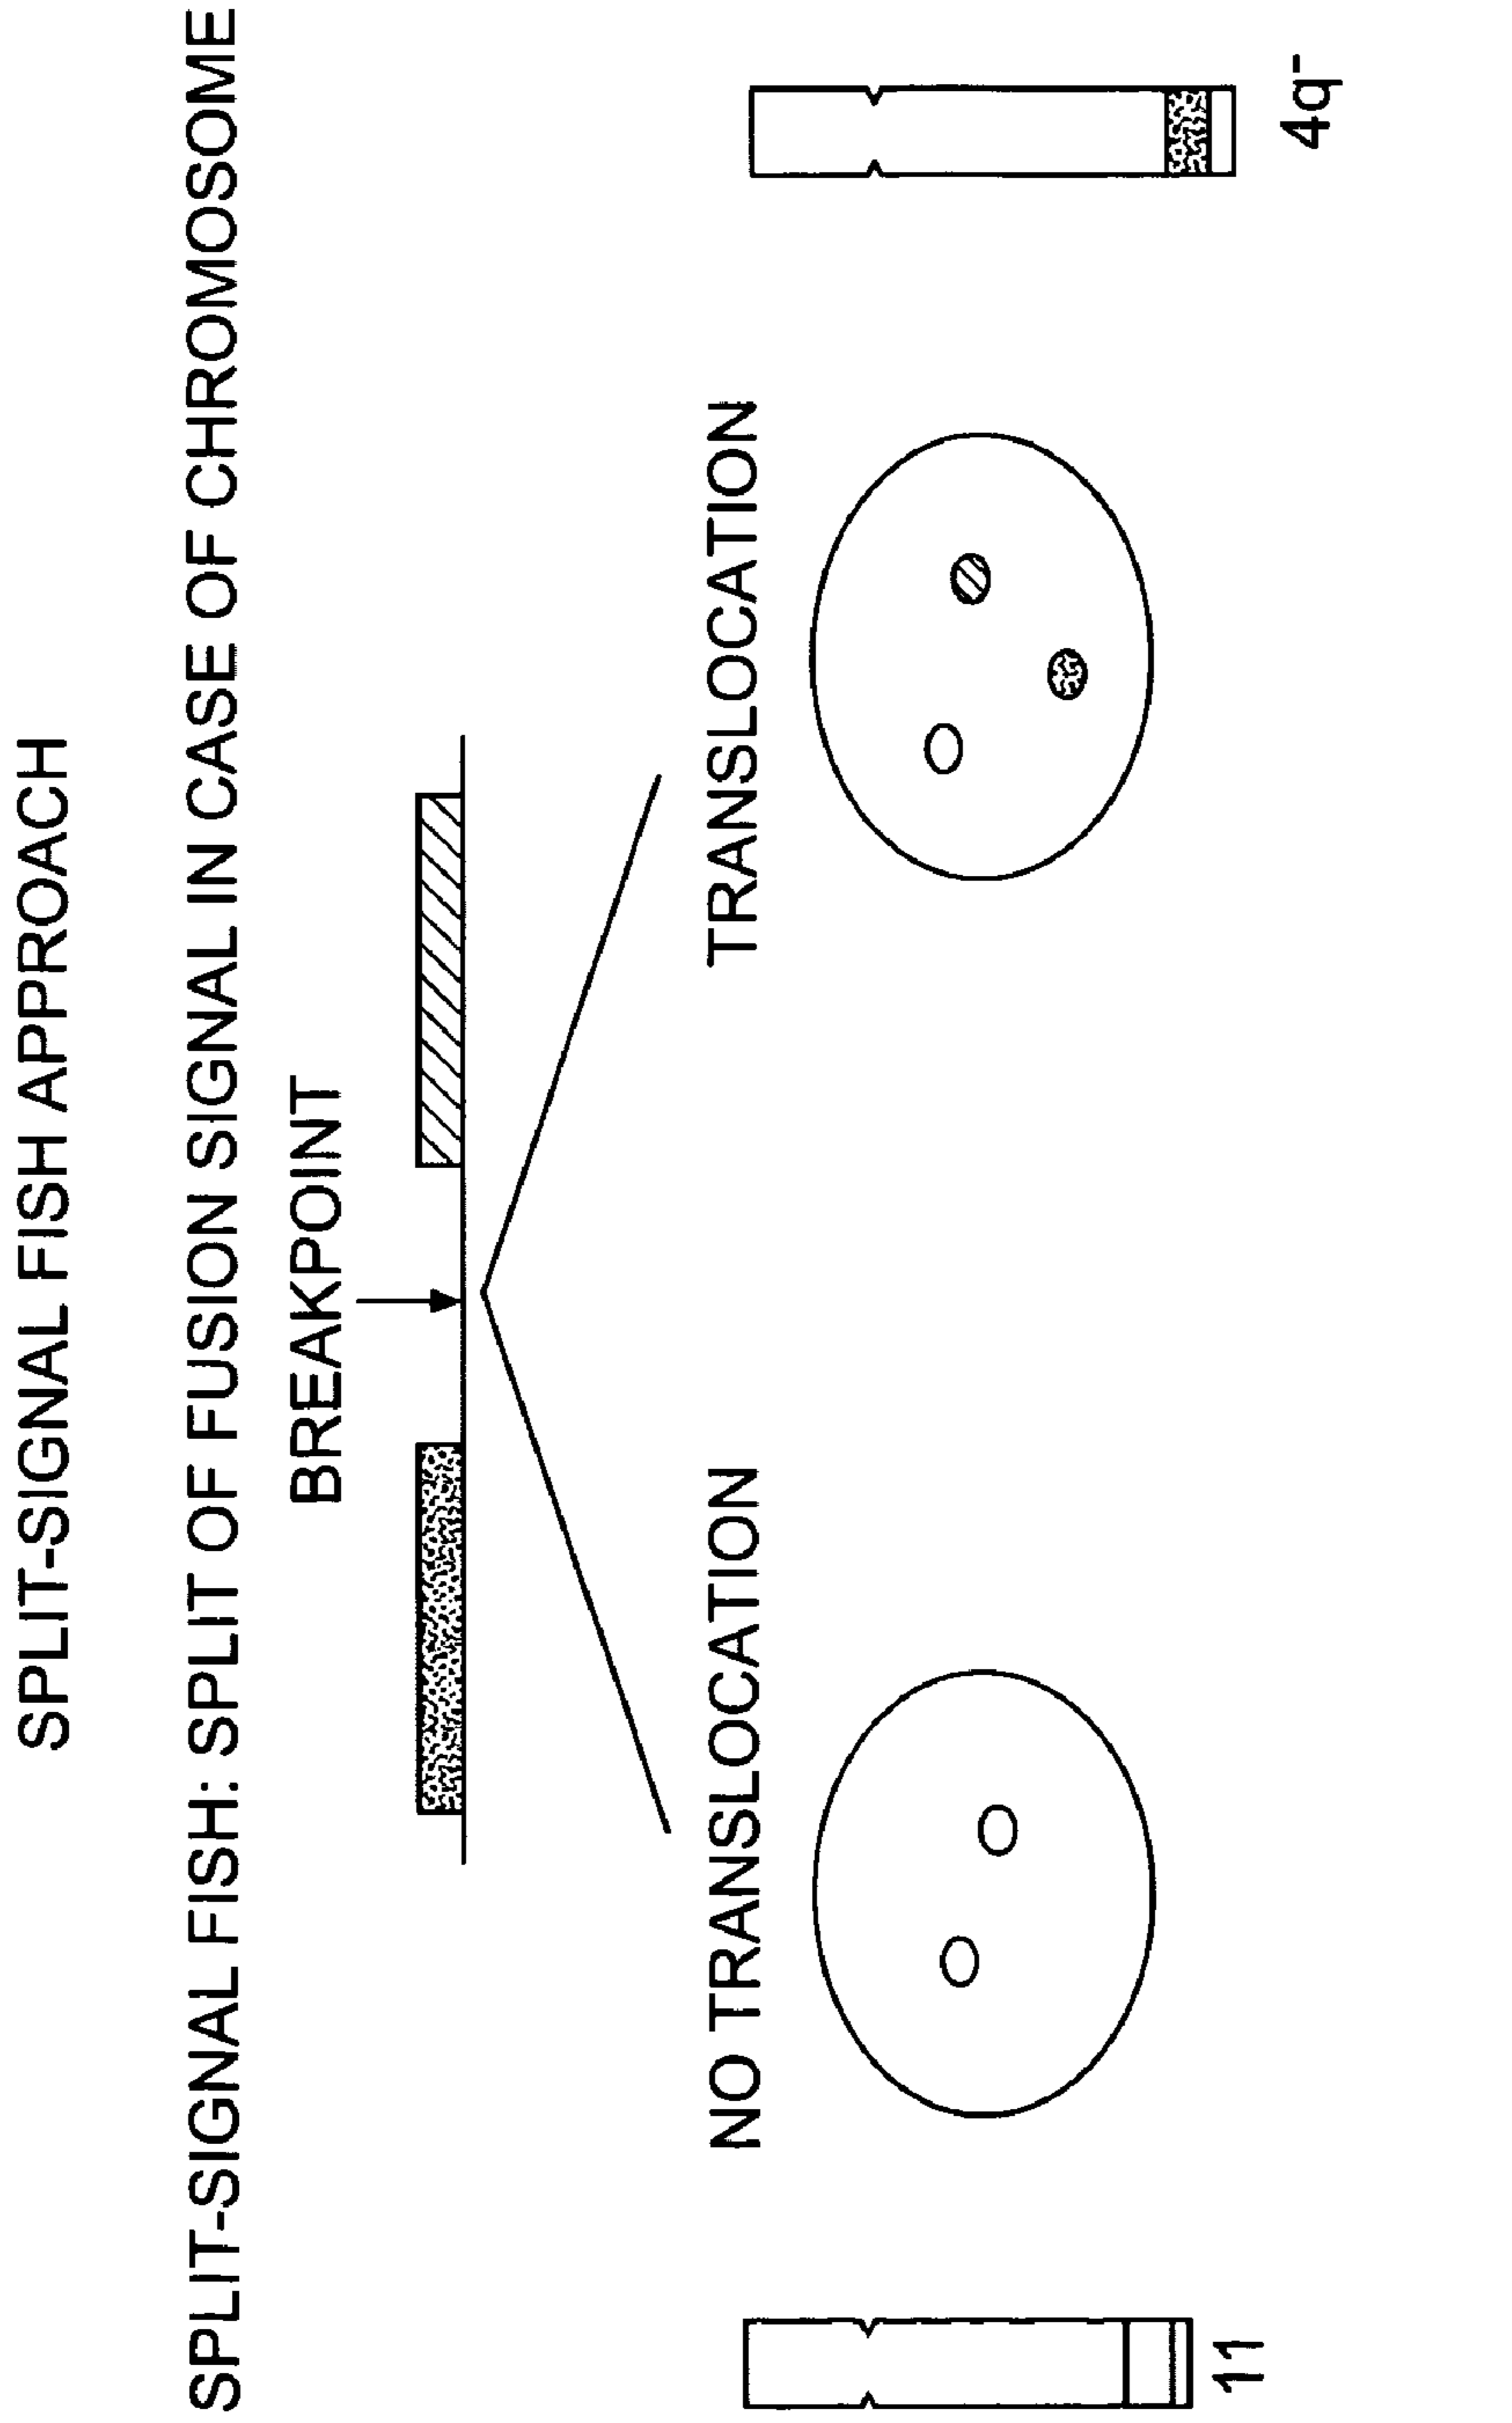 SPLIT-SIGNAL FISH APPROACH
SPLIT-SIGNAL FISH: SPLIT OF FUSION SIGNAL IN CASE OF CHROMOSOME
BREAKPOINT
NO TRANSLOCATION
TRANSLOCATION
11
4q-